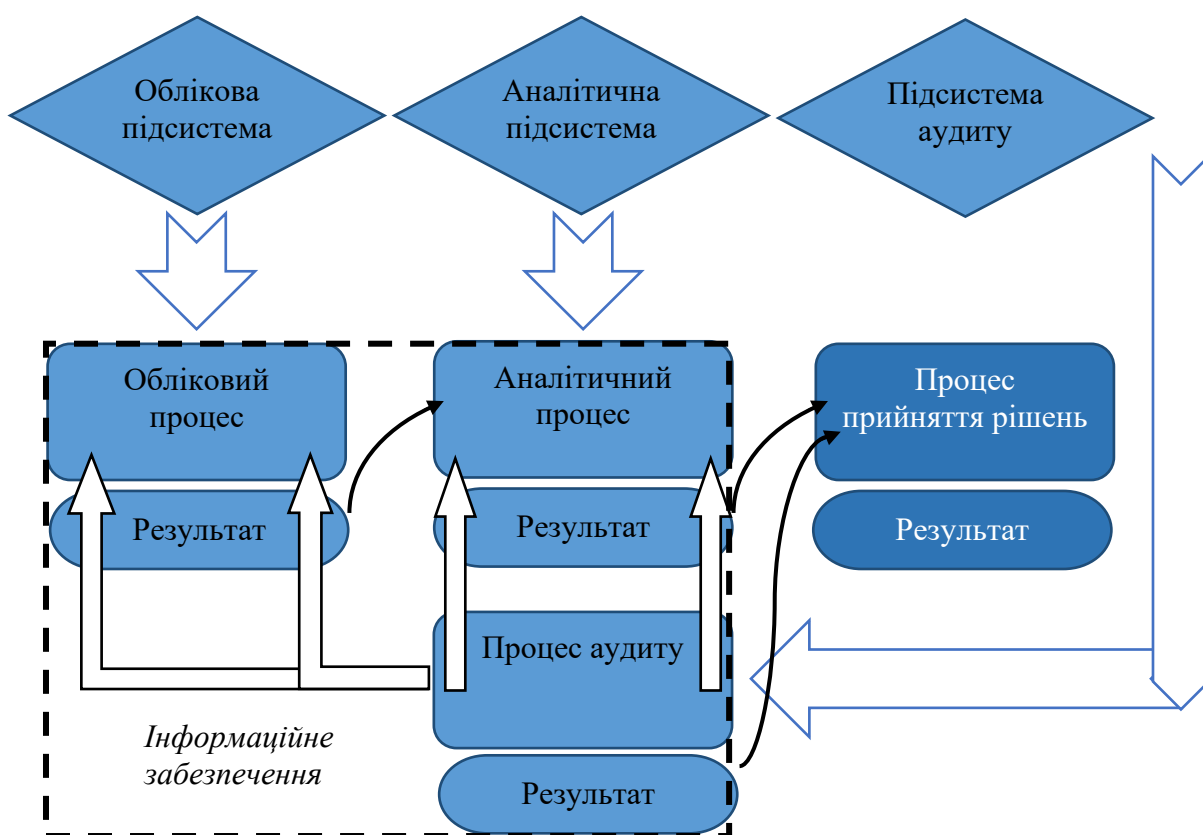 Облікова
підсистема
Аналітична
підсистема
Підсистема
аудиту
Обліковий
процес
Аналітичний
процес
Процес
прийняття рішень
Результат
Результат
Результат
Процес аудиту
Інформаційне
забезпечення
Результат